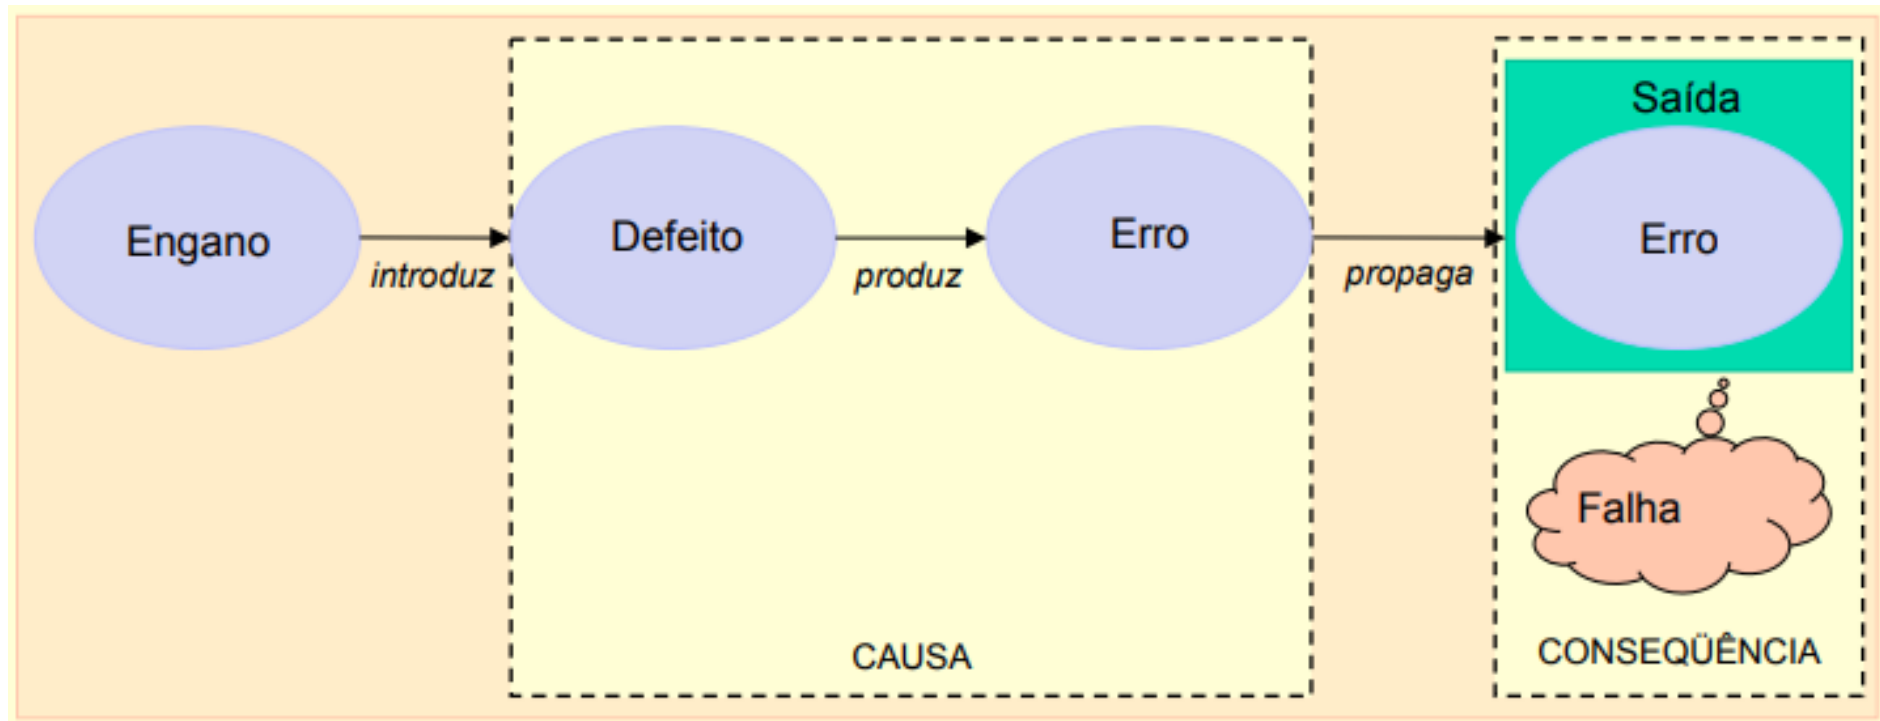 Engano
introduz
Defeito
produz
Erro
propaga
Saída
Erro
Falha
CAUSA
CONSEQÜÊNCIA